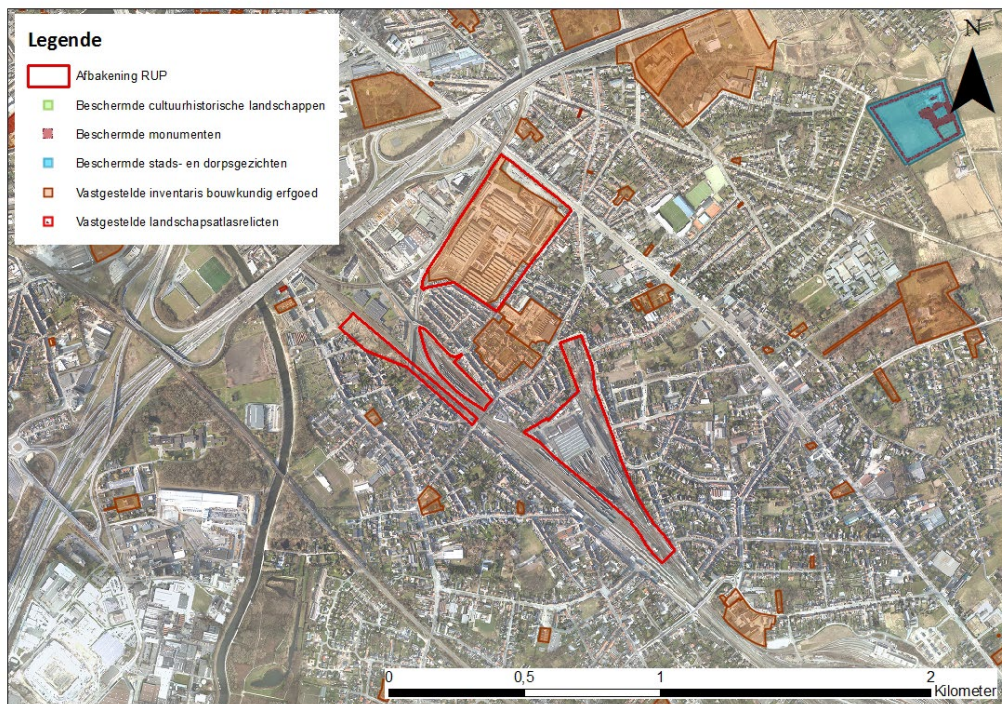 Legende
Afbakening RUP
Beschermde cultuurhistorische landschappen
Beschermde monumenten
Beschermde stads- en dorpsgezichten
Vastgestelde inventaris bouwkundig erfgoed
Vastgestelde landschapsatlasrelicten
N
0 0,5 1 2
Kilometer